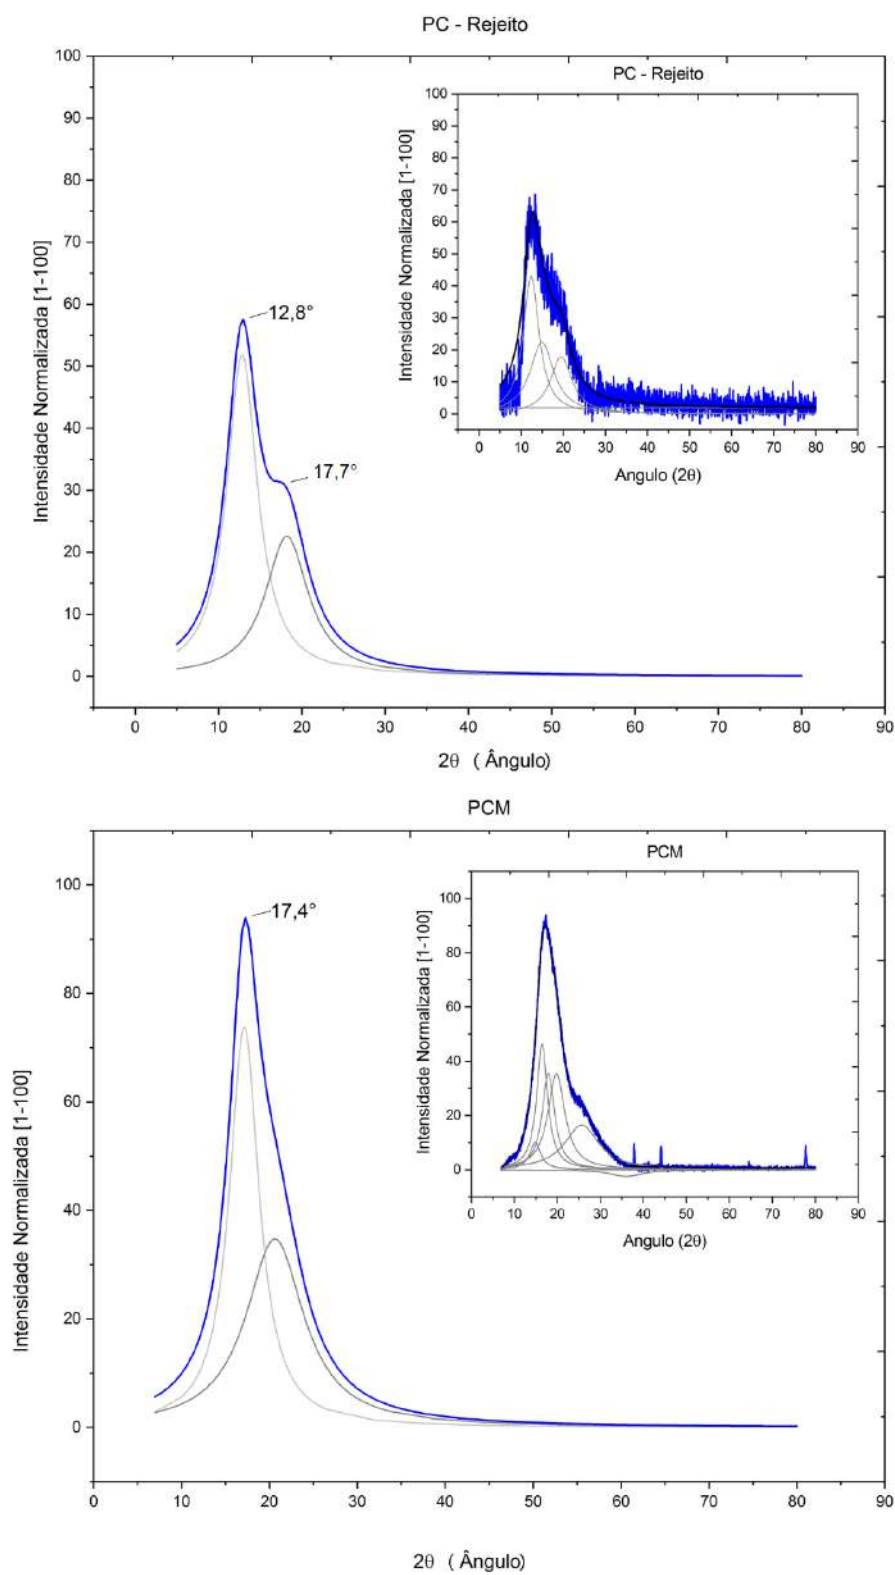 PC - Rejeito
PC - Rejeito
Intensidade Normalizada [1-100]
100
90
80
70
60
50
40
30
20
10
0
12,8°
17,7°
Intensidade Normalizada [1-100]
100
90
80
70
60
50
40
30
20
10
0
0 10 20 30 40 50 60 70 80 90
Angulo (2θ)
0 10 20 30 40 50 60 70 80 90
2θ ( Ângulo)
PCM
PCM
Intensidade Normalizada [1-100]
100
80
60
40
20
0
17,4°
Intensidade Normalizada [1-100]
100
80
60
40
20
0
0 10 20 30 40 50 60 70 80 90
Angulo (2θ)
0 10 20 30 40 50 60 70 80 90
2θ ( Ângulo)